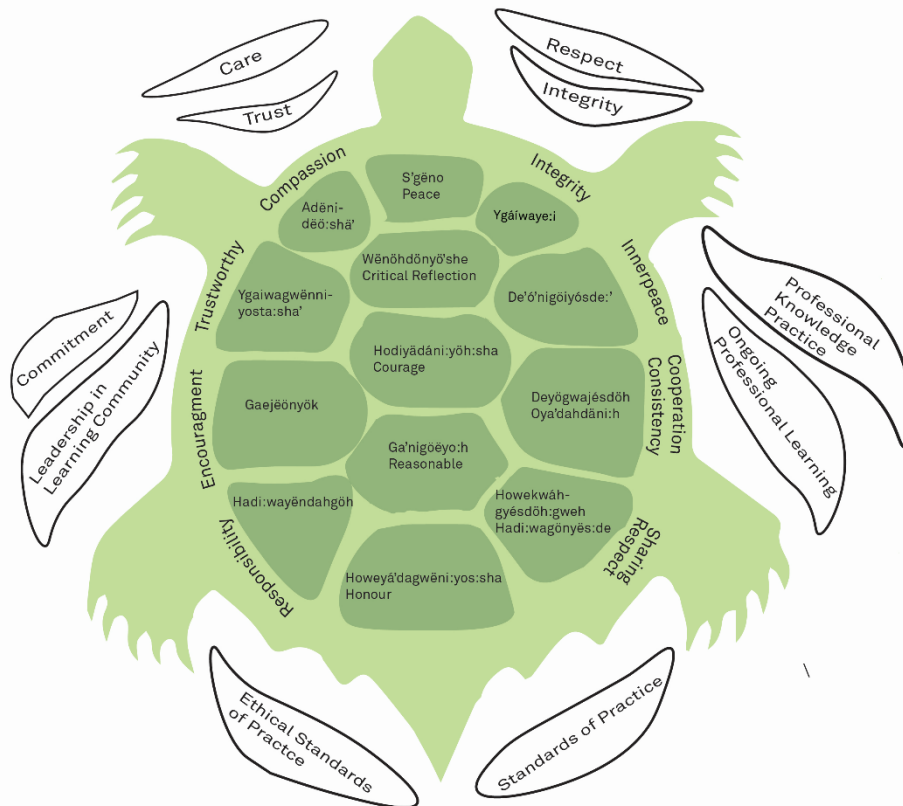 Care
Trust
Respect
Integrity
Compassion
Integrity
S'gëno
Peace
Adëni-
dëö:shä'
Ygáíwaye:i
Trustworthy
Innerpeace
Wënöhdönyö'she
Critical Reflection
Ygaiwagwënni-
yosta:sha'
De'ó'nigöiyósde:'
Professional
Knowledge
Practice
Commitment
Leadership in
Learning Community
Ongoing
Professional Learning
Hodiyädáni:yöh:sha
Courage
Encouragment
Gaejëönyök
Deyögwajésdöh
Oya'dahdäni:h
Cooperation
Consistency
Ga'nigöëyo:h
Reasonable
Hadi:wayëndahgöh
Howekwáh-
gyésdöh:gweh
Hadi:wagönyës:de
Responsibility
Sharing
Respect
Howeyá'dagwëni:yos:sha
Honour
Ethical Standards
of Practce
Standards of Practice